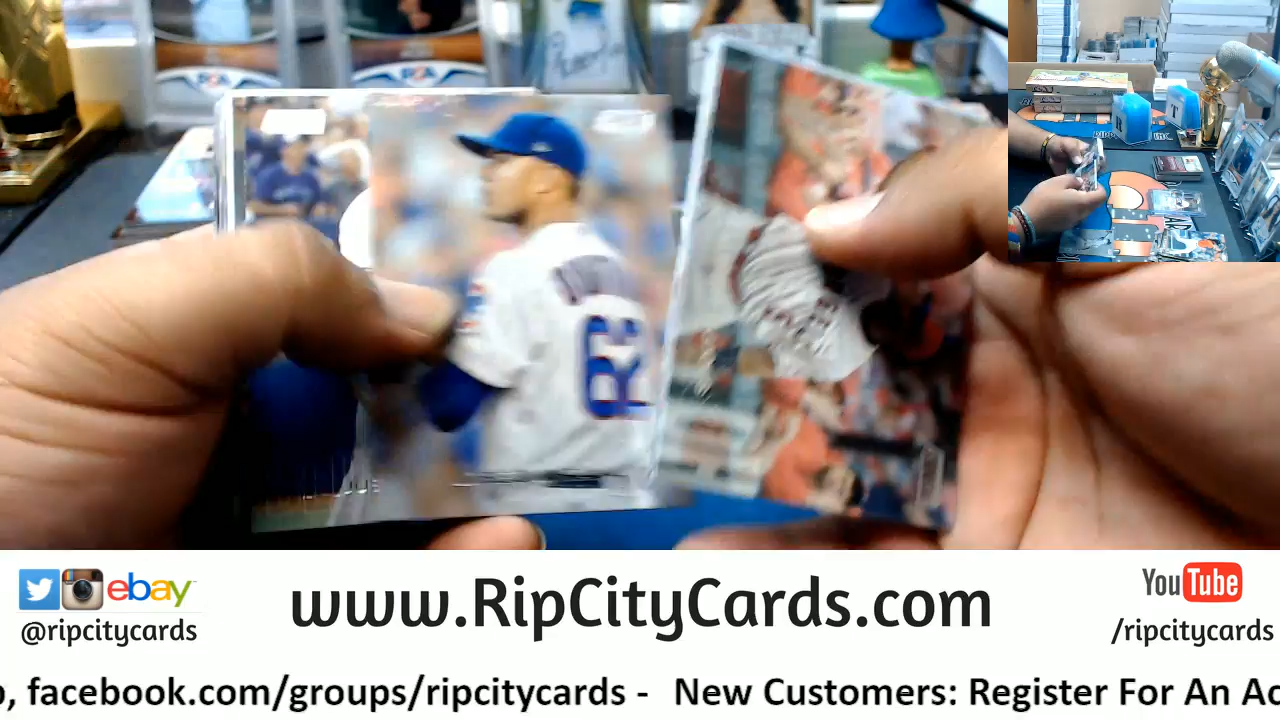 62
ebay
www.RipCityCards.com
YouTube
@ripcitycards
/ripcitycards
, facebook.com/groups/ripcitycards - New Customers: Register For An Ac